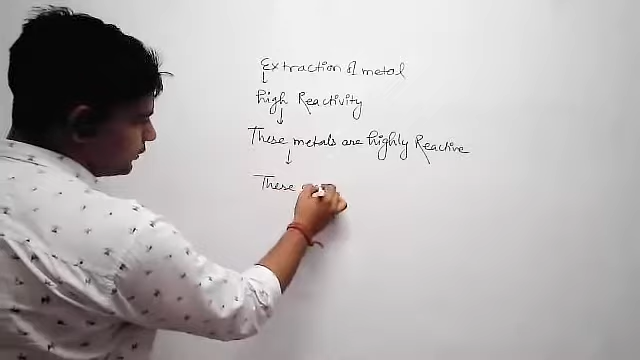 Extraction of metal
high Reactivity
These metals are highly Reactive
These